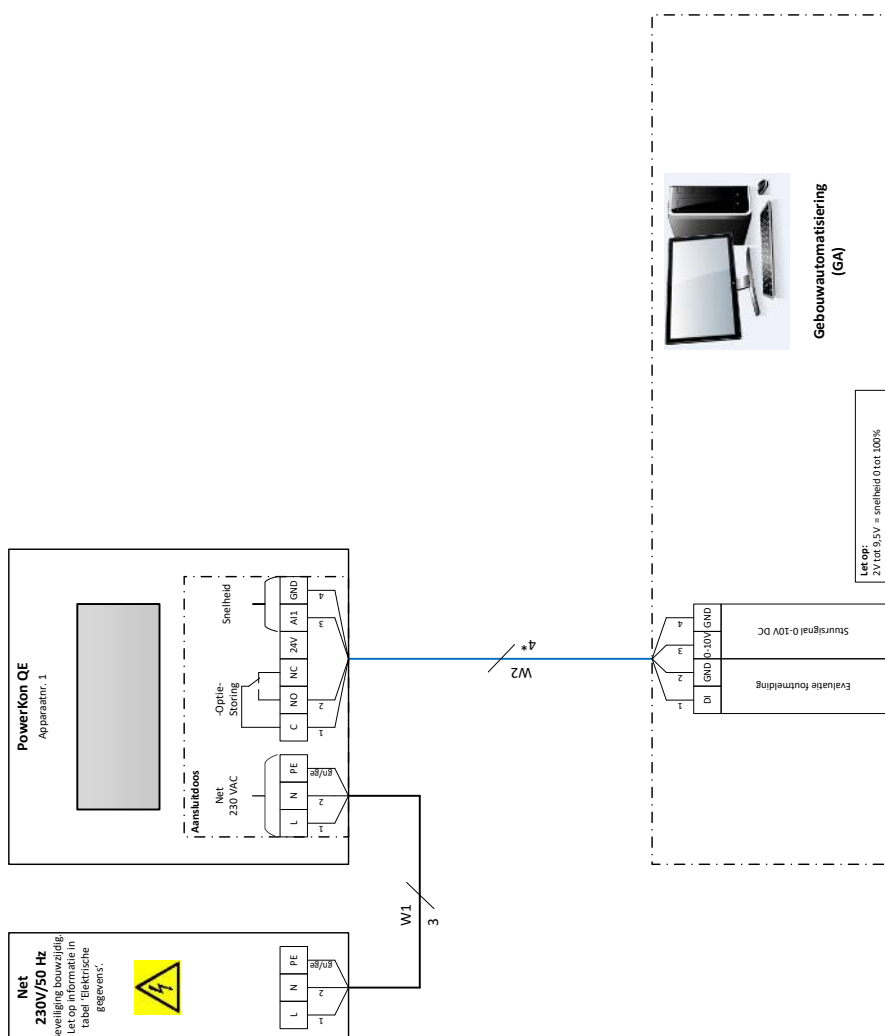 PowerKon QE
Apparaatnr. 1
Aansluitdoos
Net
230 VAC
L
N
PE
1
2
gn/ge
-Optie-
Storing
Snelheid
C
NO
NC
24V
AI1
GND
1
2
3
4
Net
230V/50 Hz
eveiliging bouwzijdig.
Let op informatie in
tabel 'Elektrische
gegevens'.
L
N
PE
1
2
gn/ge
W1
3
W2
4*
1
2
3
4
DI
GND
0-10V
GND
Evaluatie foutmelding
Stuursignal 0-10V DC
Let op:
2V tot 9,5V = snelheid 0 tot 100%
Gebouwautomatisiering
(GA)